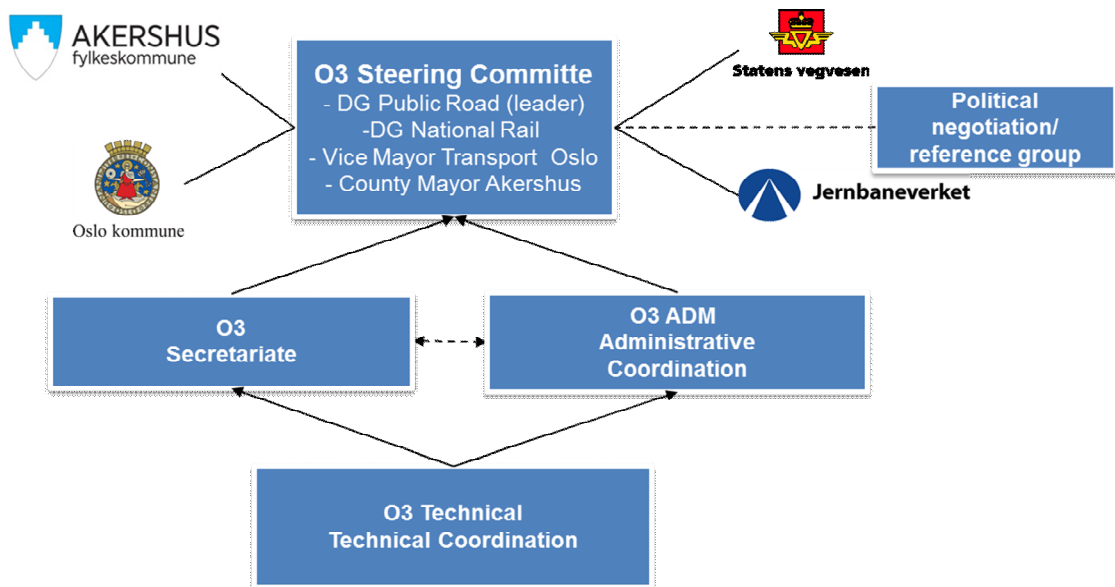 AKERSHUS
fylkeskommune
Oslo kommune
O3 Steering Committe
- DG Public Road (leader)
-DG National Rail
- Vice Mayor Transport Oslo
- County Mayor Akershus
Statens vegvesen
Political
negotiation/
reference group
Jernbaneverket
O3
Secretariate
O3 ADM
Administrative
Coordination
O3 Technical
Technical Coordination